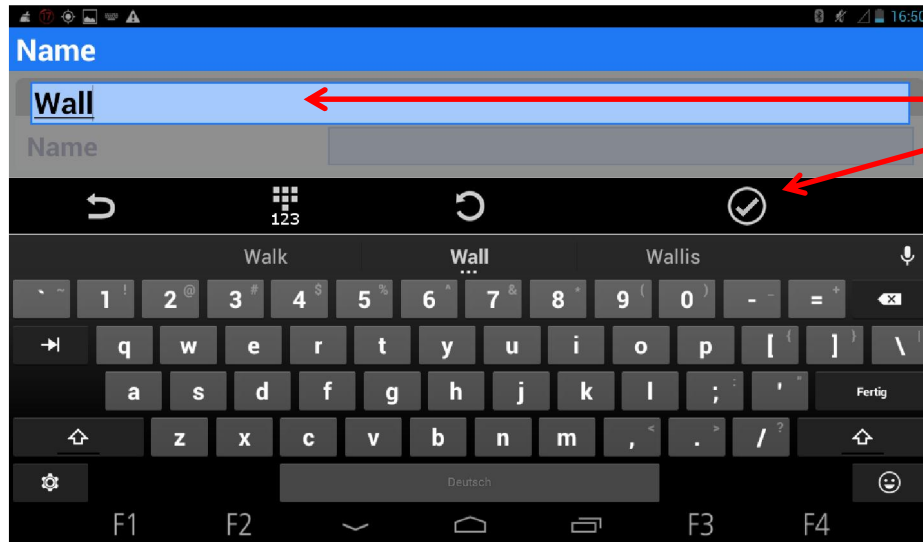 17 16:50
Name
Wall
Name
123
Walk Wall Wallis
` ~ 1 ! 2 @ 3 # 4 $ 5 % 6 ^ 7 & 8 * 9 ( 0 ) - _ = +
q w e r t y u i o p [ { ] } \ |
a s d f g h j k l ; : ' " Fertig
z x c v b n m , < . > / ?
Deutsch
F1 F2 F3 F4